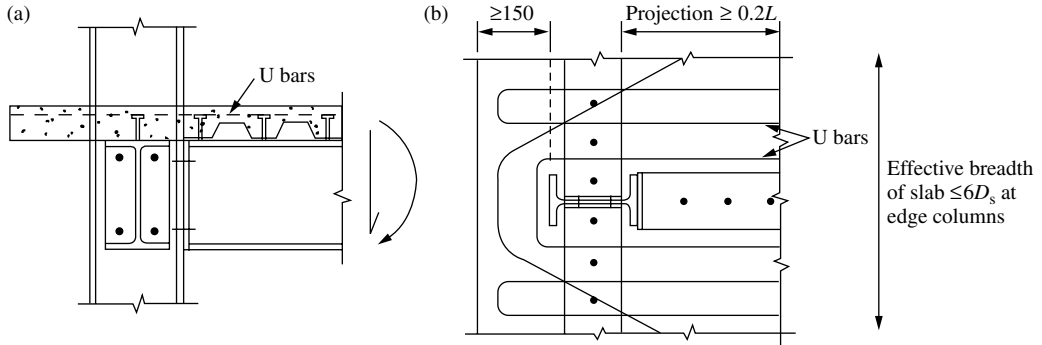 (a)
U bars
(b)
≥150
Projection ≥ 0.2L
U bars
Effective breadth
of slab ≤6Ds at
edge columns